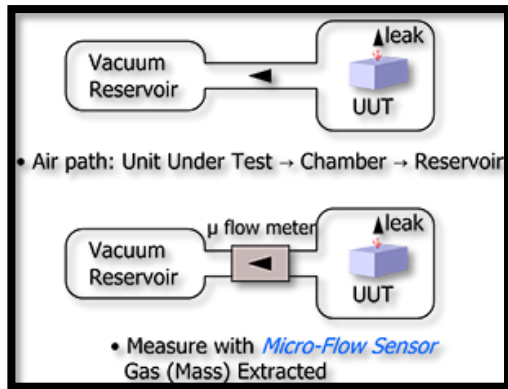 leak
Vacuum
Reservoir
UUT
• Air path: Unit Under Test → Chamber → Reservoir
µ flow meter
leak
Vacuum
Reservoir
UUT
• Measure with Micro-Flow Sensor
Gas (Mass) Extracted